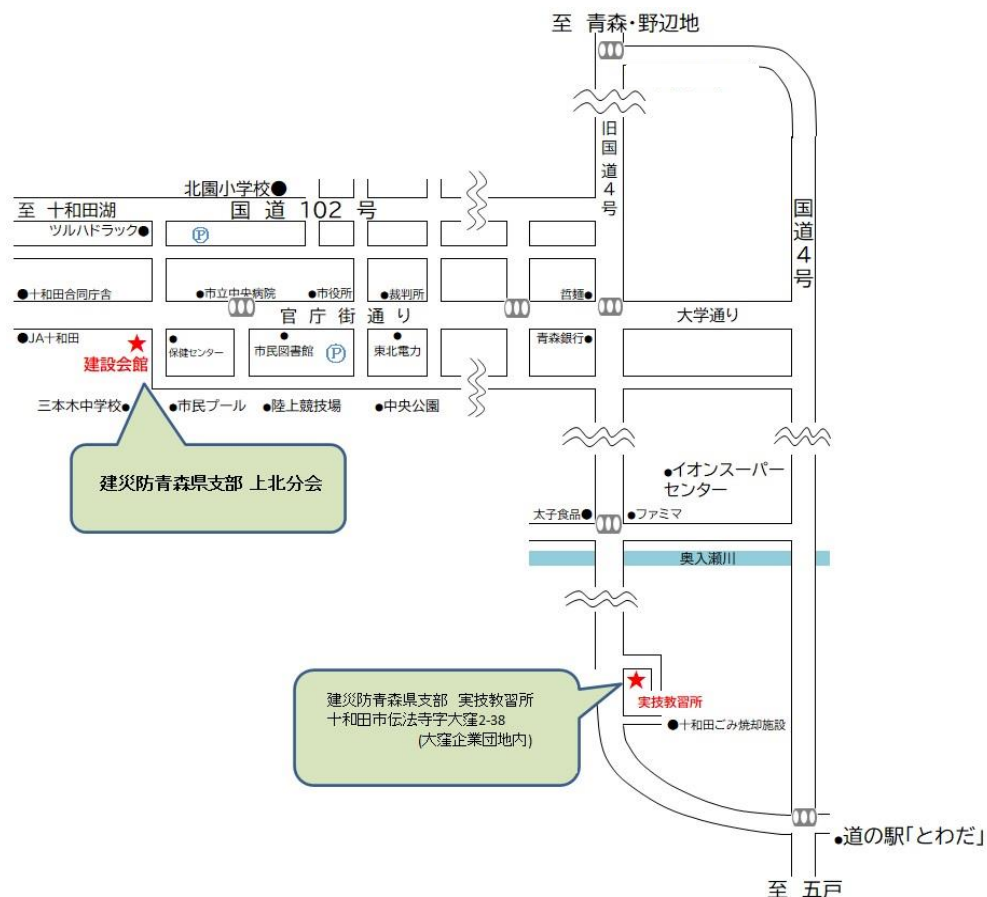 至 青森・野辺地
旧国道4号
国道4号
北園小学校●
至 十和田湖
国道102号
ツルハドラック●
Ⓟ
●十和田合同庁舎
●市立中央病院
●市役所
●裁判所
哲麺●
官庁街通り
大学通り
●JA十和田
★
建設会館
●
保健センター
●
市民図書館
Ⓟ
●
東北電力
青森銀行●
三本木中学校●
●市民プール
●陸上競技場
●中央公園
建災防青森県支部 上北分会
●イオンスーパー
センター
太子食品●
●ファミマ
奥入瀬川
建災防青森県支部 実技教習所
十和田市伝法寺字大窪2-38
(大窪企業団地内)
★
実技教習所
●十和田ごみ焼却施設
●道の駅「とわだ」
至 五戸